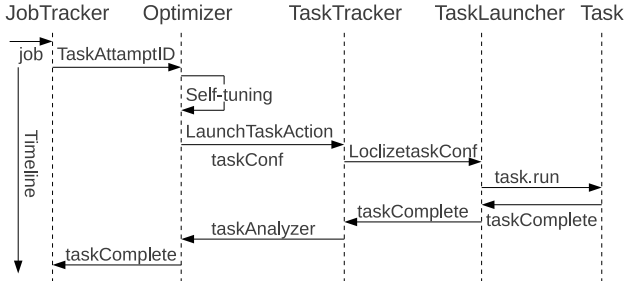 JobTracker Optimizer TaskTracker TaskLauncher Task
job TaskAttamptID
Self-tuning
LaunchTaskAction
taskConf LoclizetaskConf
task.run
taskComplete taskComplete
taskAnalyzer
taskComplete
Timeline